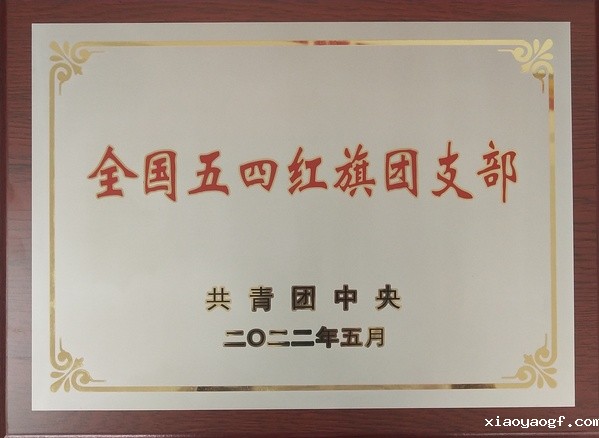 全国五四红旗团支部
共青团中央
二〇二二年五月
xiaoyaogf.com